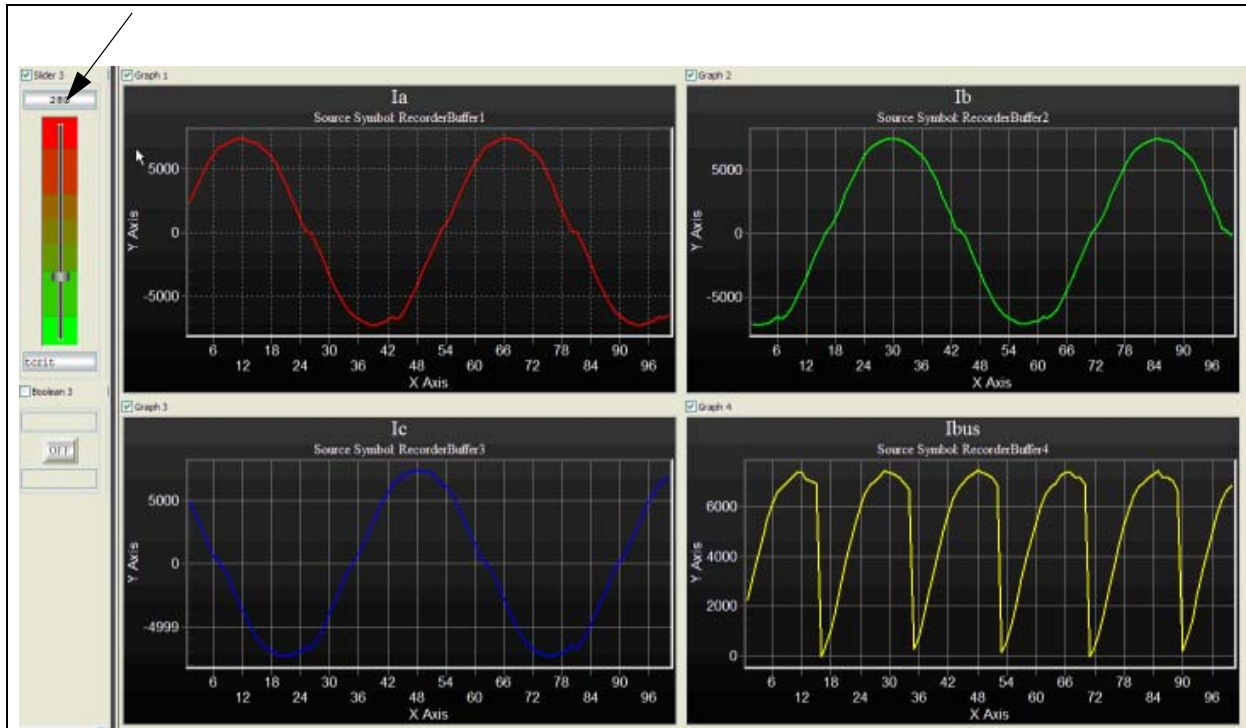 Slider 3
tcrit
Boolean 3
OFF
Graph 1
Ia
Source Symbol: RecorderBuffer1
Y Axis
5000
0
-5000
6 18 30 42 54 66 78 90
12 24 36 48 60 72 84 96
X Axis
Graph 2
Ib
Source Symbol: RecorderBuffer2
Y Axis
5000
0
-5000
6 18 30 42 54 66 78 90
12 24 36 48 60 72 84 96
X Axis
Graph 3
Ic
Source Symbol: RecorderBuffer3
Y Axis
5000
0
-4999
6 18 30 42 54 66 78 90
12 24 36 48 60 72 84 96
X Axis
Graph 4
Ibus
Source Symbol: RecorderBuffer4
Y Axis
6000
4000
2000
0
6 18 30 42 54 66 78 90
12 24 36 48 60 72 84 96
X Axis